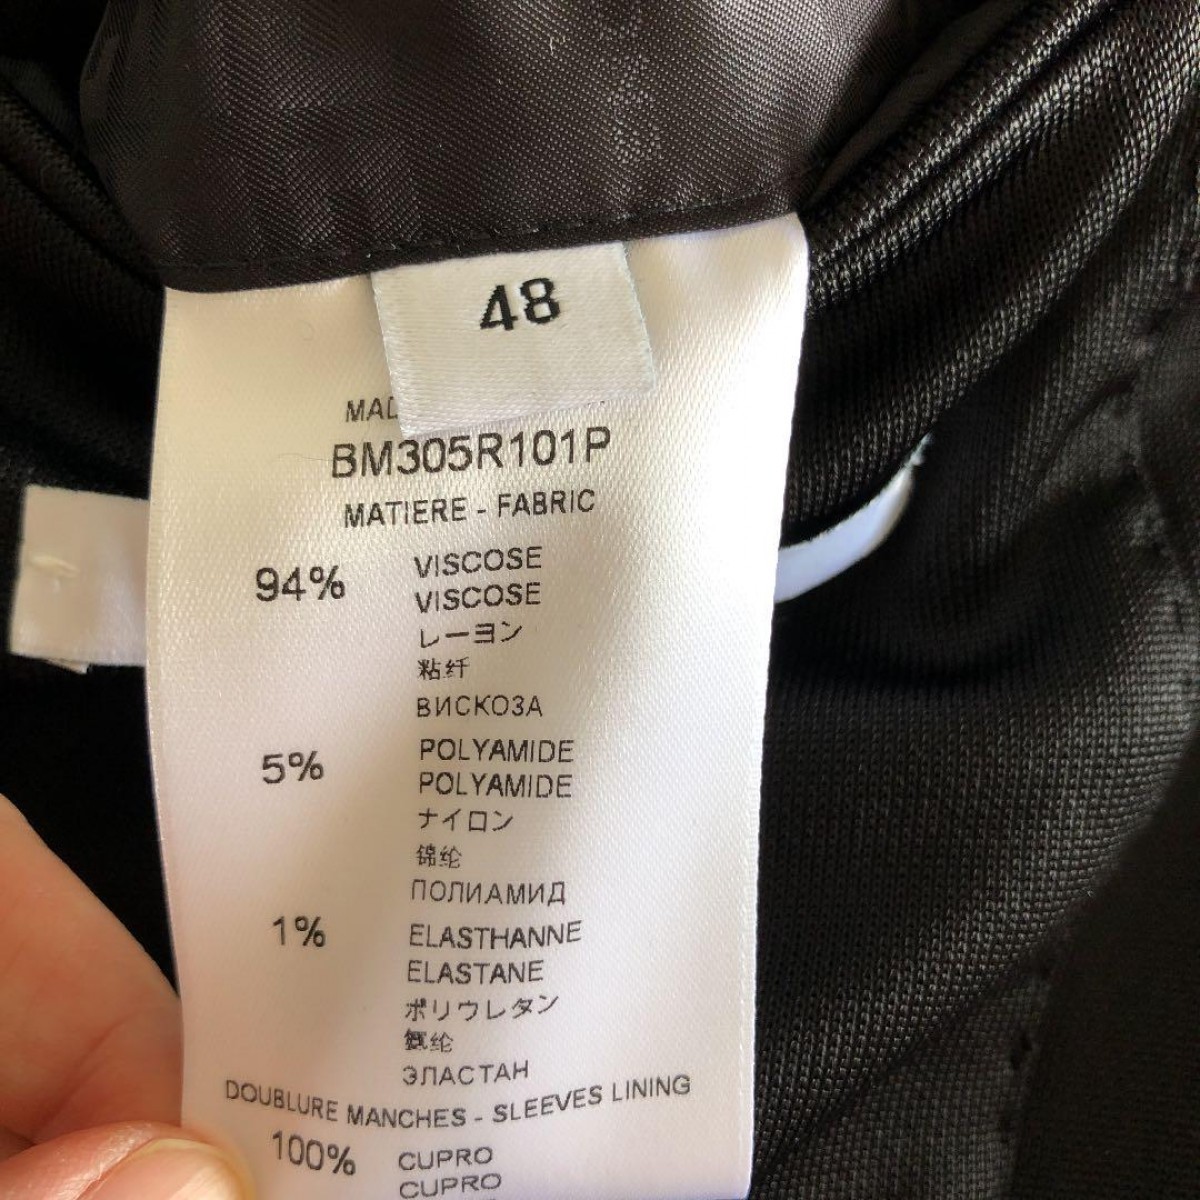 48
BM305R101P
MATIERE - FABRIC
94% VISCOSE
VISCOSE
レーヨン
粘纤
ВИСКОЗА
5% POLYAMIDE
POLYAMIDE
ナイロン
锦纶
ПОЛИАМИД
1% ELASTHANNE
ELASTANE
ポリウレタン
氨纶
ЭЛАСТАН
DOUBLURE MANCHES - SLEEVES LINING
100% CUPRO
CUPRO